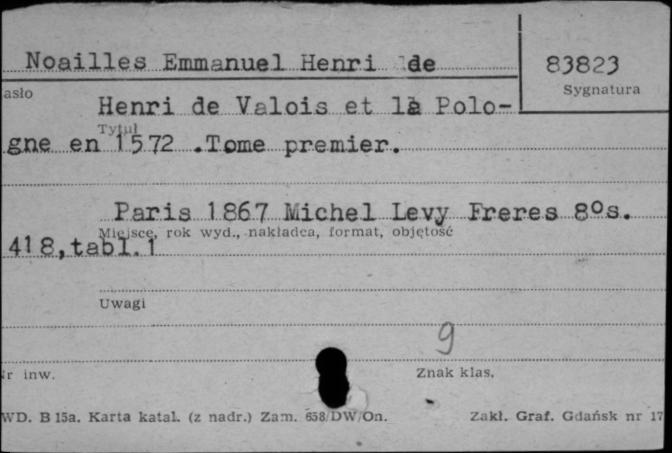 Noailles Emmanuel Henri de
83823
asło
Sygnatura
Henri de Valois et la Polo-
Tytuł
gne en 1572 .Tome premier.
Paris 1867 Michel Levy Freres 8°s.
Miejsce, rok wyd., nakładca, format, objętość
418,tabl.1
Uwagi
9
r inw.
Znak klas.
WD. B 15a. Karta katal. (z nadr.) Zam. 658/DW/On.
Zakł. Graf. Gdańsk nr 17